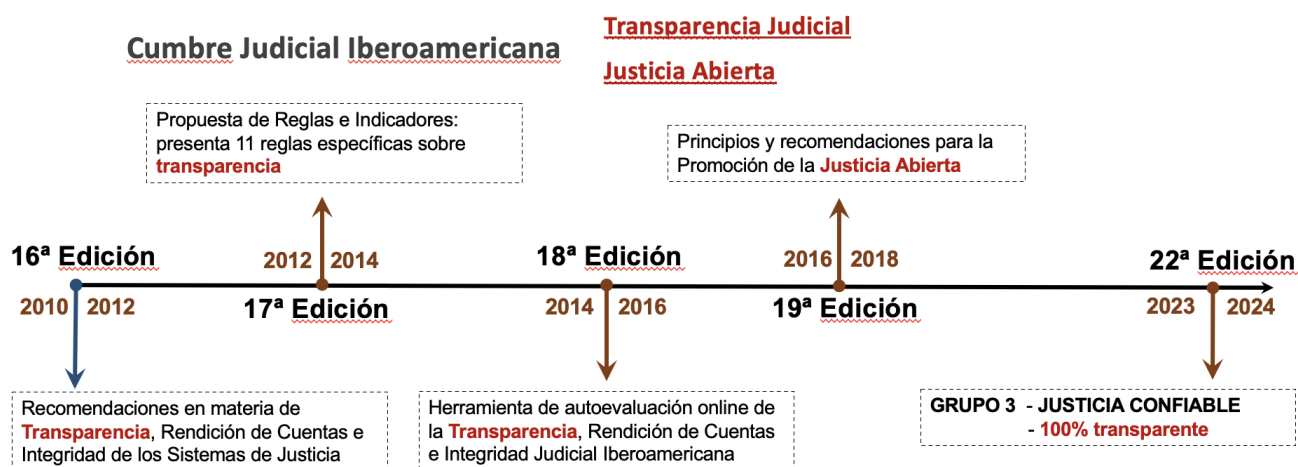 Cumbre Judicial Iberoamericana
Transparencia Judicial
Justicia Abierta
Propuesta de Reglas e Indicadores:
presenta 11 reglas específicas sobre
transparencia
Principios y recomendaciones para la
Promoción de la Justicia Abierta
16ª Edición
2010 2012
2012 2014
17ª Edición
18ª Edición
2014 2016
2016 2018
19ª Edición
22ª Edición
2023 2024
Recomendaciones en materia de
Transparencia, Rendición de Cuentas e
Integridad de los Sistemas de Justicia
Herramienta de autoevaluación online de
la Transparencia, Rendición de Cuentas
e Integridad Judicial Iberoamericana
GRUPO 3 - JUSTICIA CONFIABLE
- 100% transparente